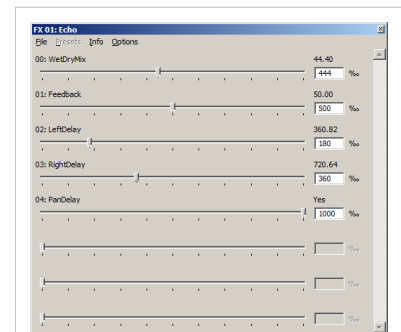 FX 01: Echo
File Presets Info Options
00: WetDryMix 44.40
444 ‰
01: Feedback 50.00
500 ‰
02: LeftDelay 360.82
180 ‰
03: RightDelay 720.64
360 ‰
04: PanDelay Yes
1000 ‰
‰
‰
‰